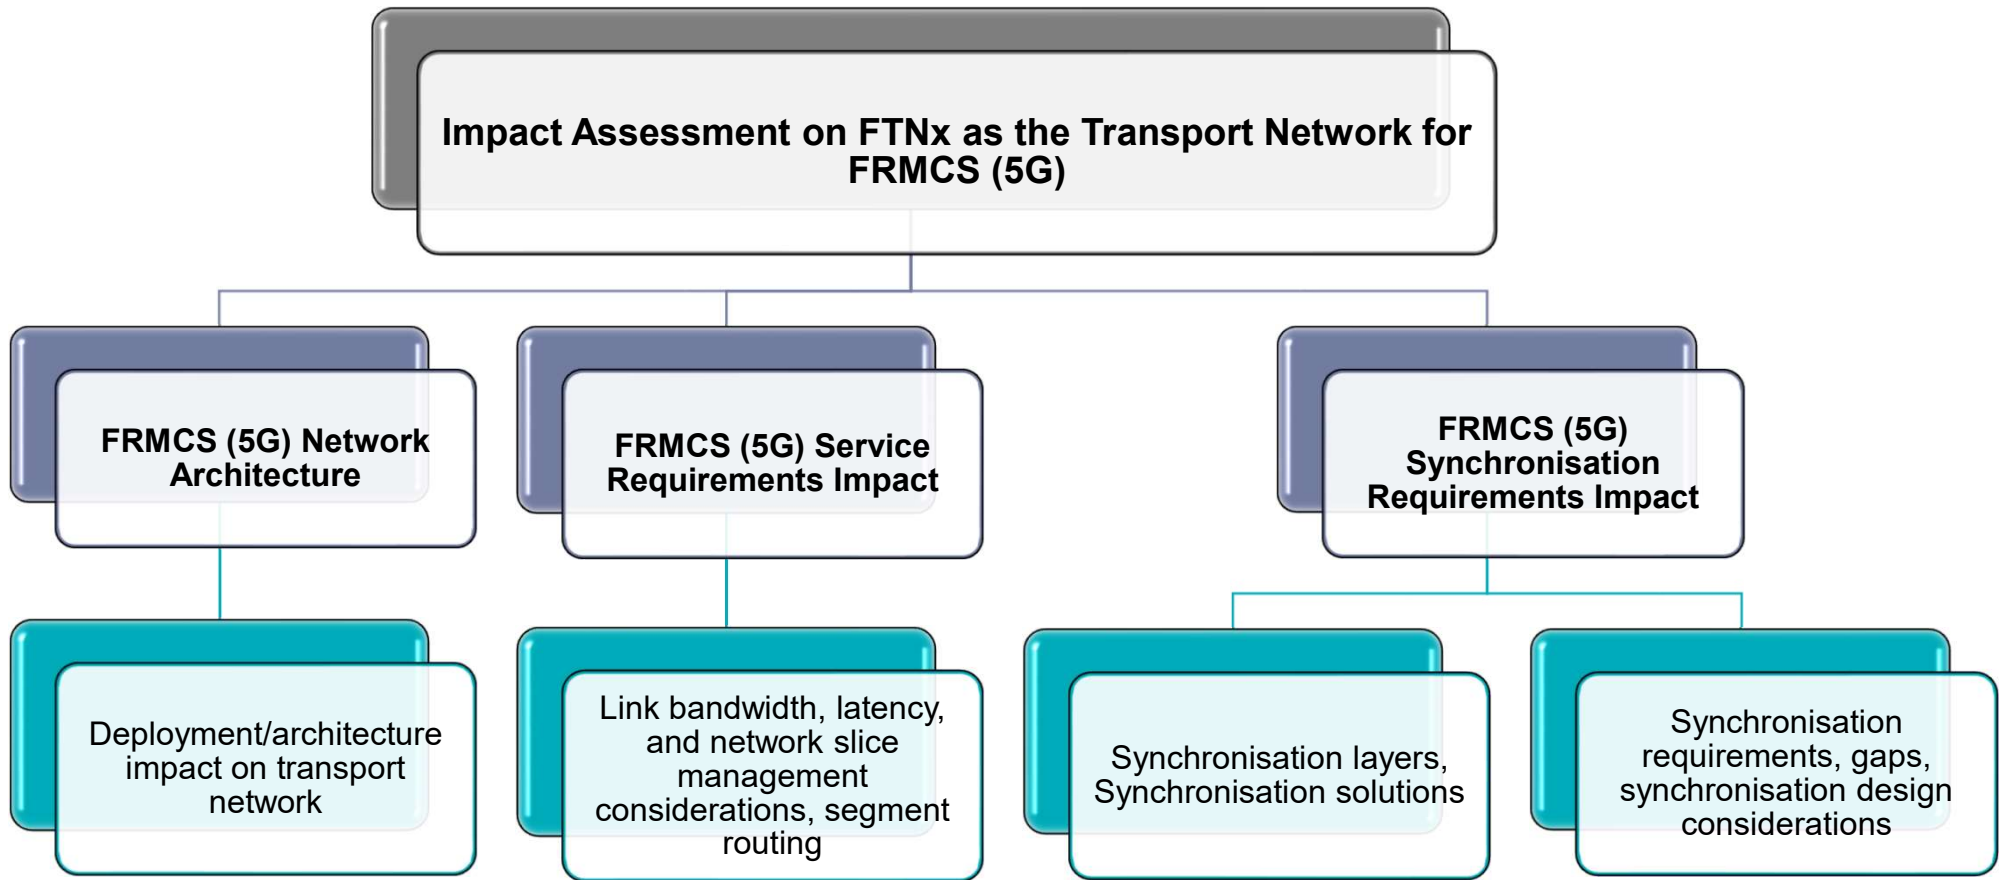 Impact Assessment on FTNx as the Transport Network for
FRMCS (5G)
FRMCS (5G) Network
Architecture
FRMCS (5G) Service
Requirements Impact
FRMCS (5G)
Synchronisation
Requirements Impact
Deployment/architecture
impact on transport
network
Link bandwidth, latency,
and network slice
management
considerations, segment
routing
Synchronisation layers,
Synchronisation solutions
Synchronisation
requirements, gaps,
synchronisation design
considerations